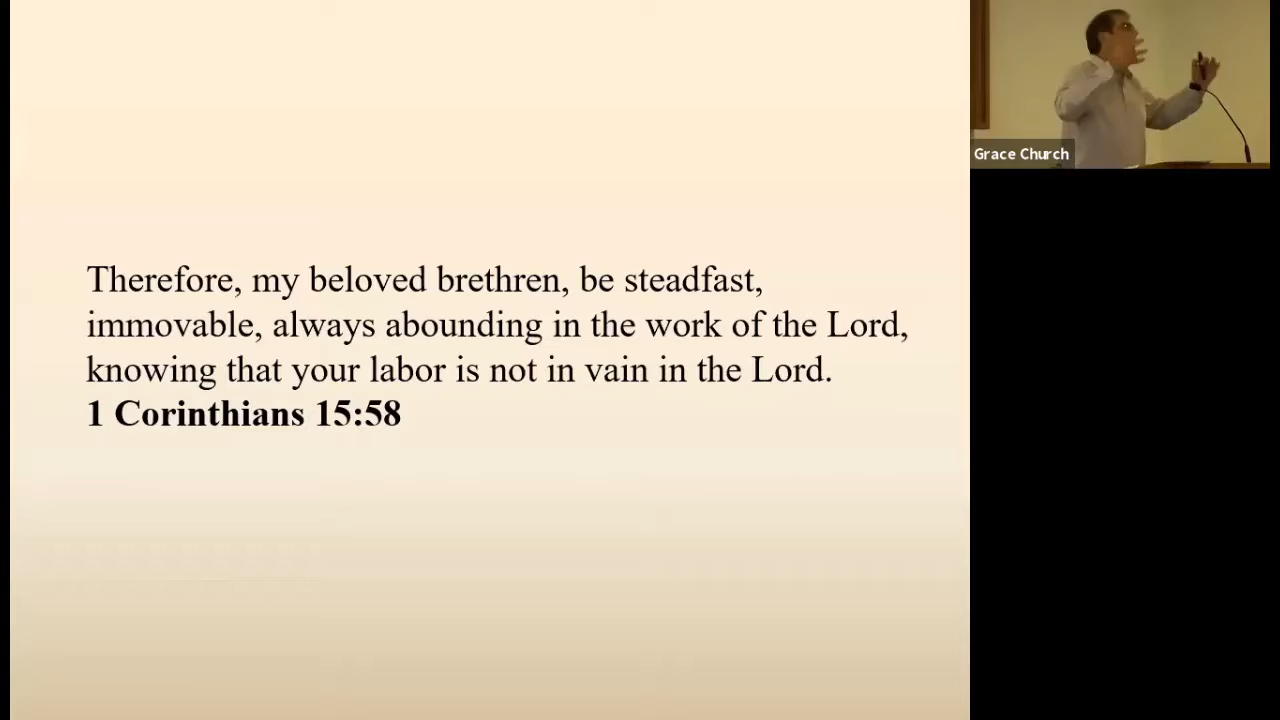 Therefore, my beloved brethren, be steadfast,
immovable, always abounding in the work of the Lord,
knowing that your labor is not in vain in the Lord.
1 Corinthians 15:58
Grace Church